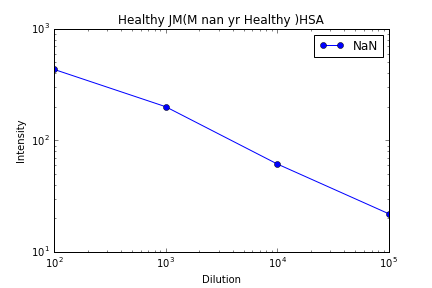 Healthy JM(M nan yr Healthy )HSA
NaN
10³
10²
10¹
Intensity
10² 10³ 10⁴ 10⁵
Dilution